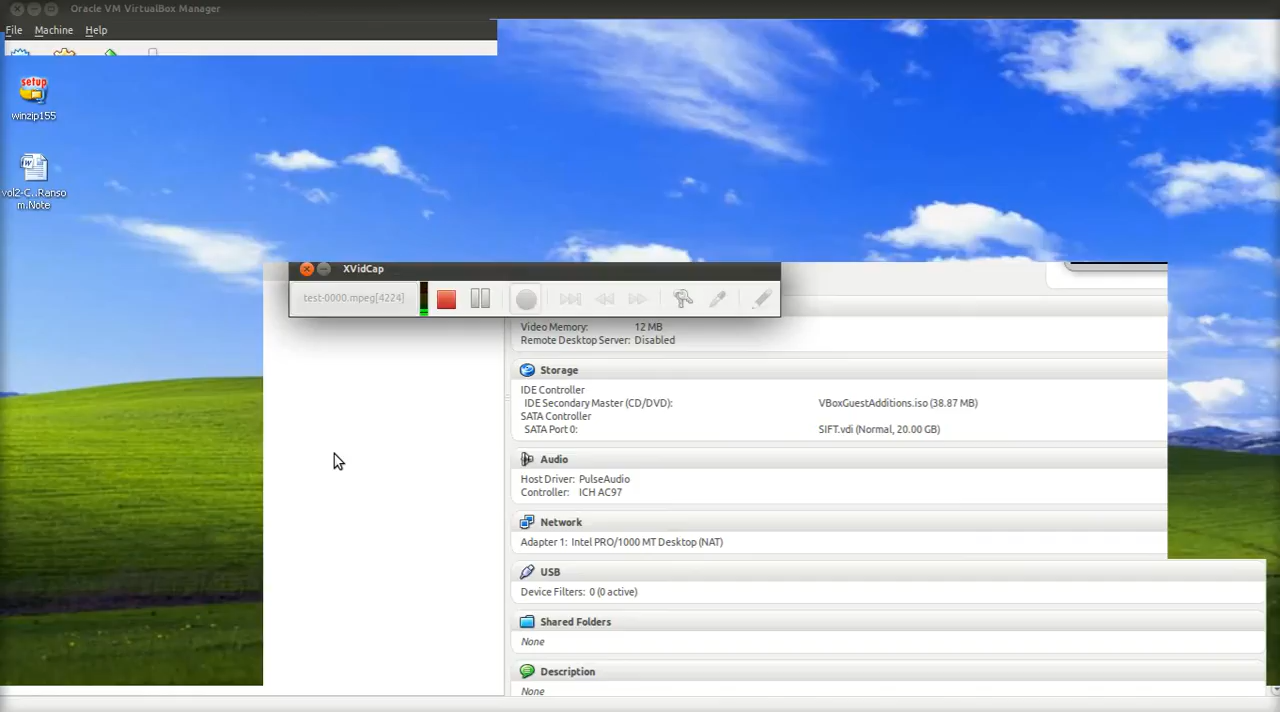 Oracle VM VirtualBox Manager
File Machine Help
setup
winzip155
vol2-C..Ranso
m.Note
XVidCap
test-0000.mpeg[4224]
Video Memory: 12 MB
Remote Desktop Server: Disabled
Storage
IDE Controller
IDE Secondary Master (CD/DVD): VBoxGuestAdditions.iso (38.87 MB)
SATA Controller
SATA Port 0: SIFT.vdi (Normal, 20.00 GB)
Audio
Host Driver: PulseAudio
Controller: ICH AC97
Network
Adapter 1: Intel PRO/1000 MT Desktop (NAT)
USB
Device Filters: 0 (0 active)
Shared Folders
None
Description
None